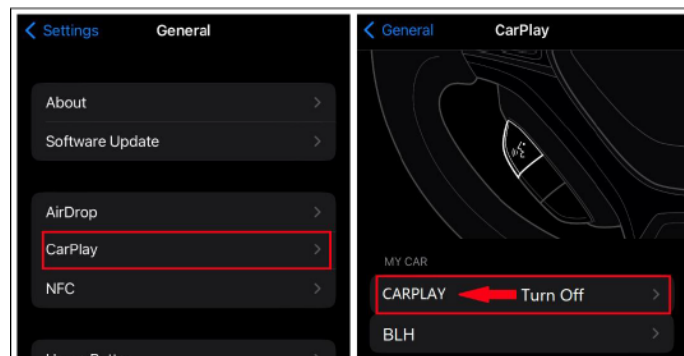 Settings
General
About
Software Update
AirDrop
CarPlay
NFC
General
CarPlay
MY CAR
CARPLAY
Turn Off
BLH